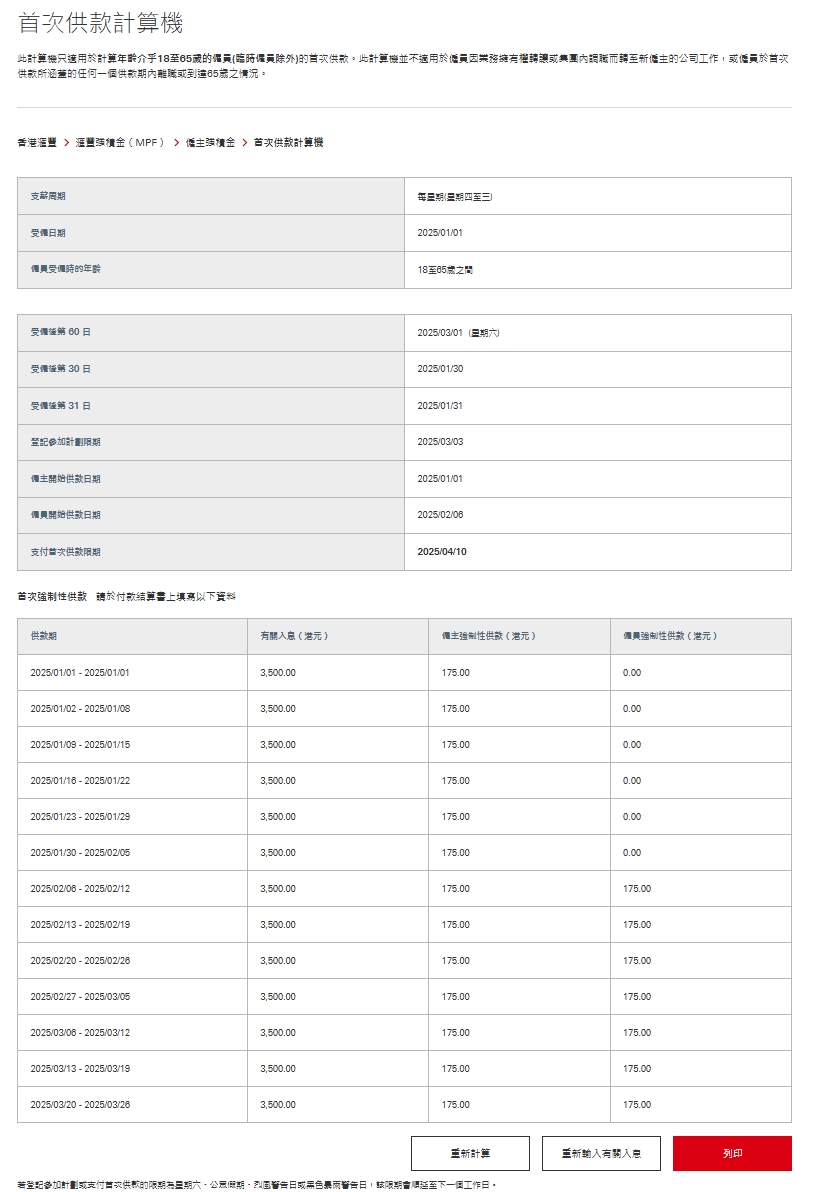 首次供款計算機
此計算機只適用於計算年齡介乎18至65歲的僱員(臨時僱員除外)的首次供款。此計算機並不適用於僱員因業務擁有權轉讓或集團內調職而轉至新僱主的公司工作，或僱員於首次
供款所涵蓋的任何一個供款期內離職或到達65歲之情況。
香港滙豐 > 滙豐強積金（MPF） > 僱主強積金 > 首次供款計算機
支薪周期 每星期(星期四至三)
受僱日期 2025/01/01
僱員受僱時的年齡 18至65歲之間
受僱後第 60 日 2025/03/01 (星期六)
受僱後第 30 日 2025/01/30
受僱後第 31 日 2025/01/31
登記參加計劃限期 2025/03/03
僱主開始供款日期 2025/01/01
僱員開始供款日期 2025/02/06
支付首次供款限期 2025/04/10
首次強制性供款 請於付款結算書上填寫以下資料
供款期 有關入息（港元） 僱主強制性供款（港元） 僱員強制性供款（港元）
2025/01/01 - 2025/01/01 3,500.00 175.00 0.00
2025/01/02 - 2025/01/08 3,500.00 175.00 0.00
2025/01/09 - 2025/01/15 3,500.00 175.00 0.00
2025/01/16 - 2025/01/22 3,500.00 175.00 0.00
2025/01/23 - 2025/01/29 3,500.00 175.00 0.00
2025/01/30 - 2025/02/05 3,500.00 175.00 0.00
2025/02/06 - 2025/02/12 3,500.00 175.00 175.00
2025/02/13 - 2025/02/19 3,500.00 175.00 175.00
2025/02/20 - 2025/02/26 3,500.00 175.00 175.00
2025/02/27 - 2025/03/05 3,500.00 175.00 175.00
2025/03/06 - 2025/03/12 3,500.00 175.00 175.00
2025/03/13 - 2025/03/19 3,500.00 175.00 175.00
2025/03/20 - 2025/03/26 3,500.00 175.00 175.00
重新計算 重新輸入有關入息 列印
若登記參加計劃或支付首次供款的限期為星期六、公眾假期、烈風警告日或黑色暴雨警告日，該限期會順延至下一個工作日。